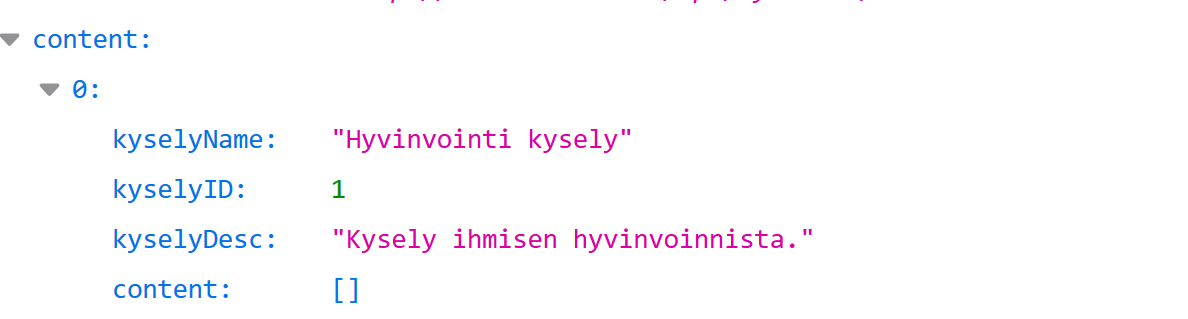 content:
0:
kyselyName: "Hyvinvointi kysely"
kyselyID: 1
kyselyDesc: "Kysely ihmisen hyvinvoinnista."
content: []